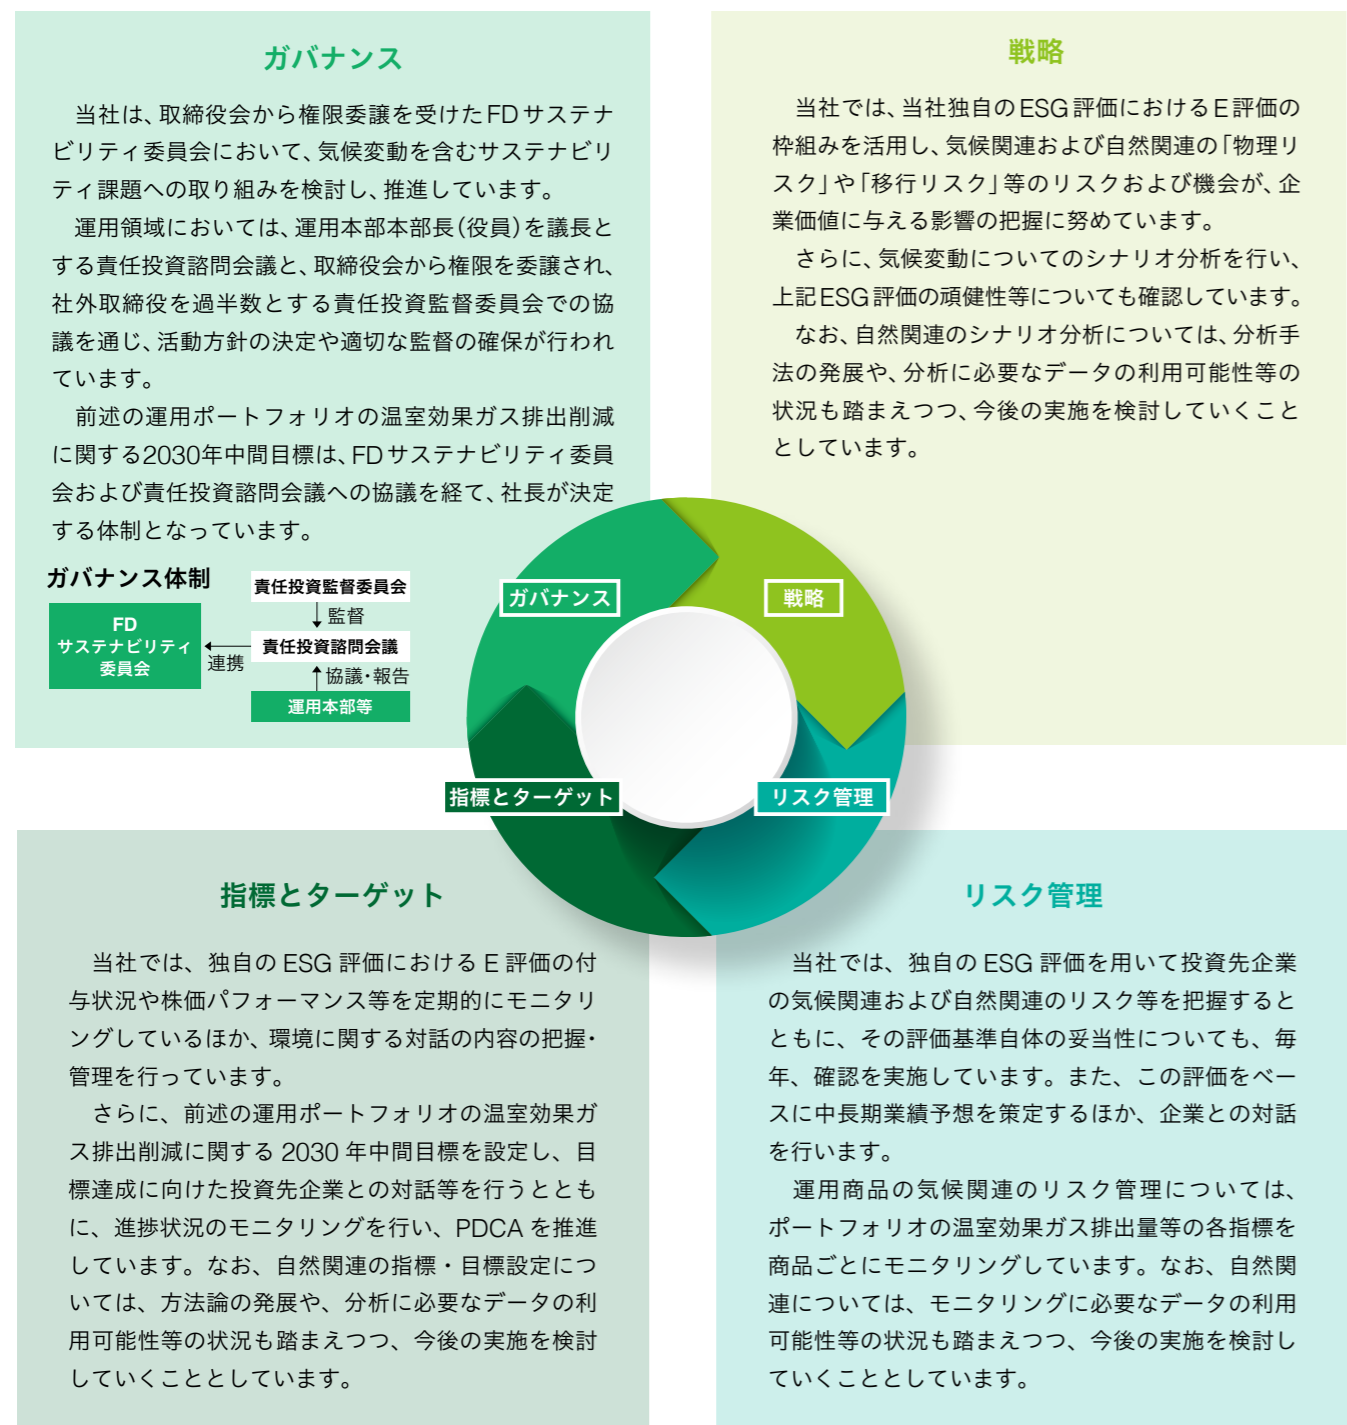 ガバナンス
当社は、取締役会から権限委譲を受けたFDサステナ
ビリティ委員会において、気候変動を含むサステナビリ
ティ課題への取り組みを検討し、推進しています。
運用領域においては、運用本部本部長（役員）を議長と
する責任投資諮問会議と、取締役会から権限を委譲され、
社外取締役を過半数とする責任投資監督委員会での協
議を通じ、活動方針の決定や適切な監督の確保が行われ
ています。
前述の運用ポートフォリオの温室効果ガス排出削減
に関する2030年中間目標は、FDサステナビリティ委員
会および責任投資諮問会議への協議を経て、社長が決定
する体制となっています。
ガバナンス体制
責任投資監督委員会
監督
FD
サステナビリティ
委員会
連携
責任投資諮問会議
協議・報告
運用本部等
戦略
当社では、当社独自のESG評価におけるE評価の
枠組みを活用し、気候関連および自然関連の「物理リ
スク」や「移行リスク」等のリスクおよび機会が、企
業価値に与える影響の把握に努めています。
さらに、気候変動についてのシナリオ分析を行い、
上記ESG評価の頑健性等についても確認しています。
なお、自然関連のシナリオ分析については、分析手
法の発展や、分析に必要なデータの利用可能性等の
状況も踏まえつつ、今後の実施を検討していくこと
としています。
ガバナンス
戦略
指標とターゲット
リスク管理
指標とターゲット
当社では、独自の ESG 評価における E 評価の付
与状況や株価パフォーマンス等を定期的にモニタリ
ングしているほか、環境に関する対話の内容の把握・
管理を行っています。
さらに、前述の運用ポートフォリオの温室効果ガ
ス排出削減に関する 2030 年中間目標を設定し、目
標達成に向けた投資先企業との対話等を行うととも
に、進捗状況のモニタリングを行い、PDCA を推進
しています。なお、自然関連の指標・目標設定につ
いては、方法論の発展や、分析に必要なデータの利
用可能性等の状況も踏まえつつ、今後の実施を検討
していくこととしています。
リスク管理
当社では、独自の ESG 評価を用いて投資先企業
の気候関連および自然関連のリスク等を把握すると
ともに、その評価基準自体の妥当性についても、毎
年、確認を実施しています。また、この評価をベー
スに中長期業績予想を策定するほか、企業との対話
を行います。
運用商品の気候関連のリスク管理については、
ポートフォリオの温室効果ガス排出量等の各指標を
商品ごとにモニタリングしています。なお、自然関
連については、モニタリングに必要なデータの利用
可能性等の状況も踏まえつつ、今後の実施を検討し
ていくこととしています。